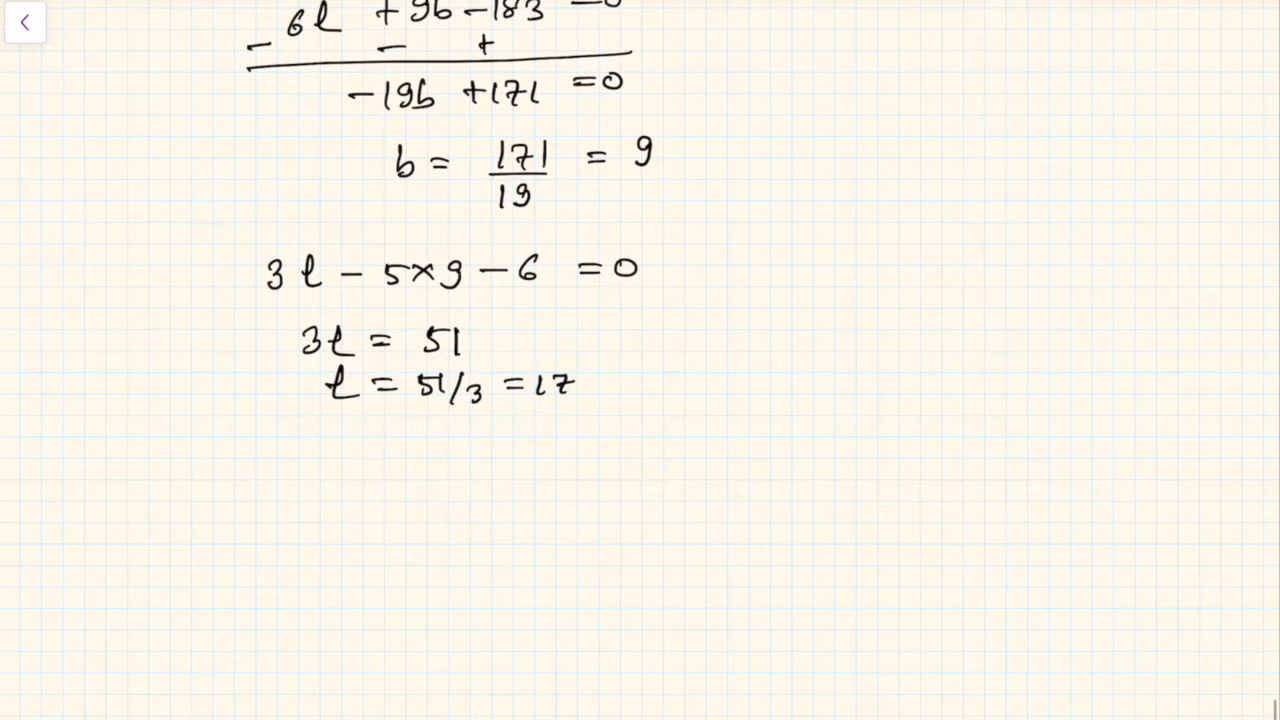 6l + 9b - 183 = 0
- - +
-19b + 171 = 0
b = 171/19 = 9
3l - 5×9 - 6 = 0
3l = 51
l = 51/3 = 17